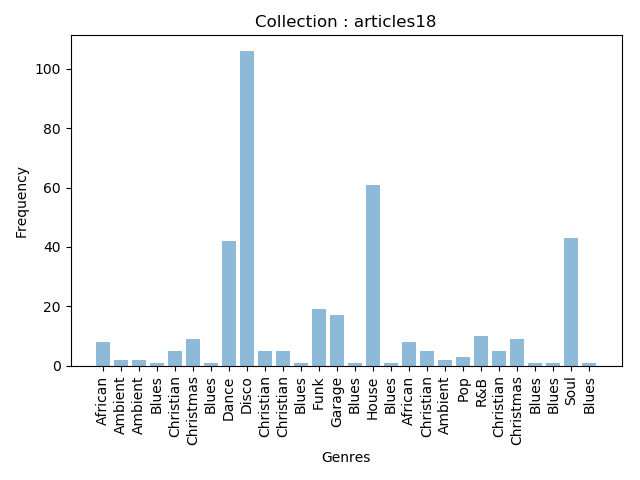 Collection : articles18
Frequency
100
80
60
40
20
0
African
Ambient
Ambient
Blues
Christian
Christmas
Blues
Dance
Disco
Christian
Christian
Blues
Funk
Garage
Blues
House
Blues
African
Christian
Ambient
Pop
R&B
Christian
Christmas
Blues
Blues
Soul
Blues
Genres